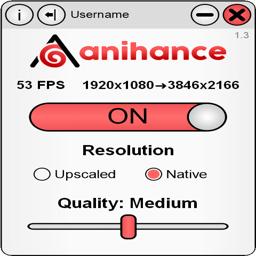 i Username
1.3
anihance
53 FPS 1920x1080→3846x2166
ON
Resolution
Upscaled Native
Quality: Medium